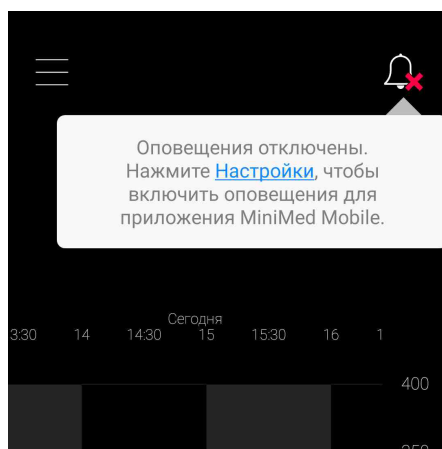 Оповещения отключены.
Нажмите Настройки, чтобы
включить оповещения для
приложения MiniMed Mobile.
Сегодня
3:30 14 14:30 15 15:30 16 1
400